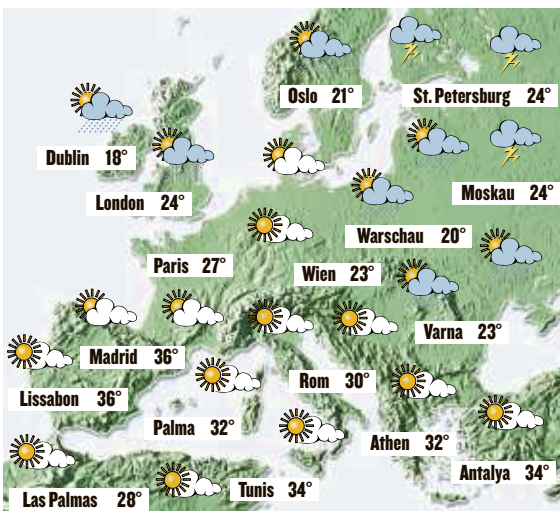 Oslo 21°
St. Petersburg 24°
Dublin 18°
London 24°
Moskau 24°
Warschau 20°
Paris 27°
Wien 23°
Varna 23°
Madrid 36°
Rom 30°
Lissabon 36°
Palma 32°
Athen 32°
Antalya 34°
Las Palmas 28°
Tunis 34°